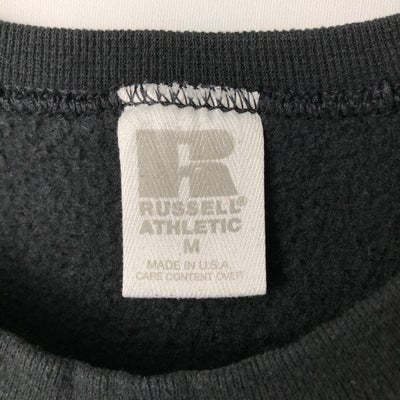 R
RUSSELL®
ATHLETIC
M
MADE IN U.S.A.
CARE CONTENT OVER